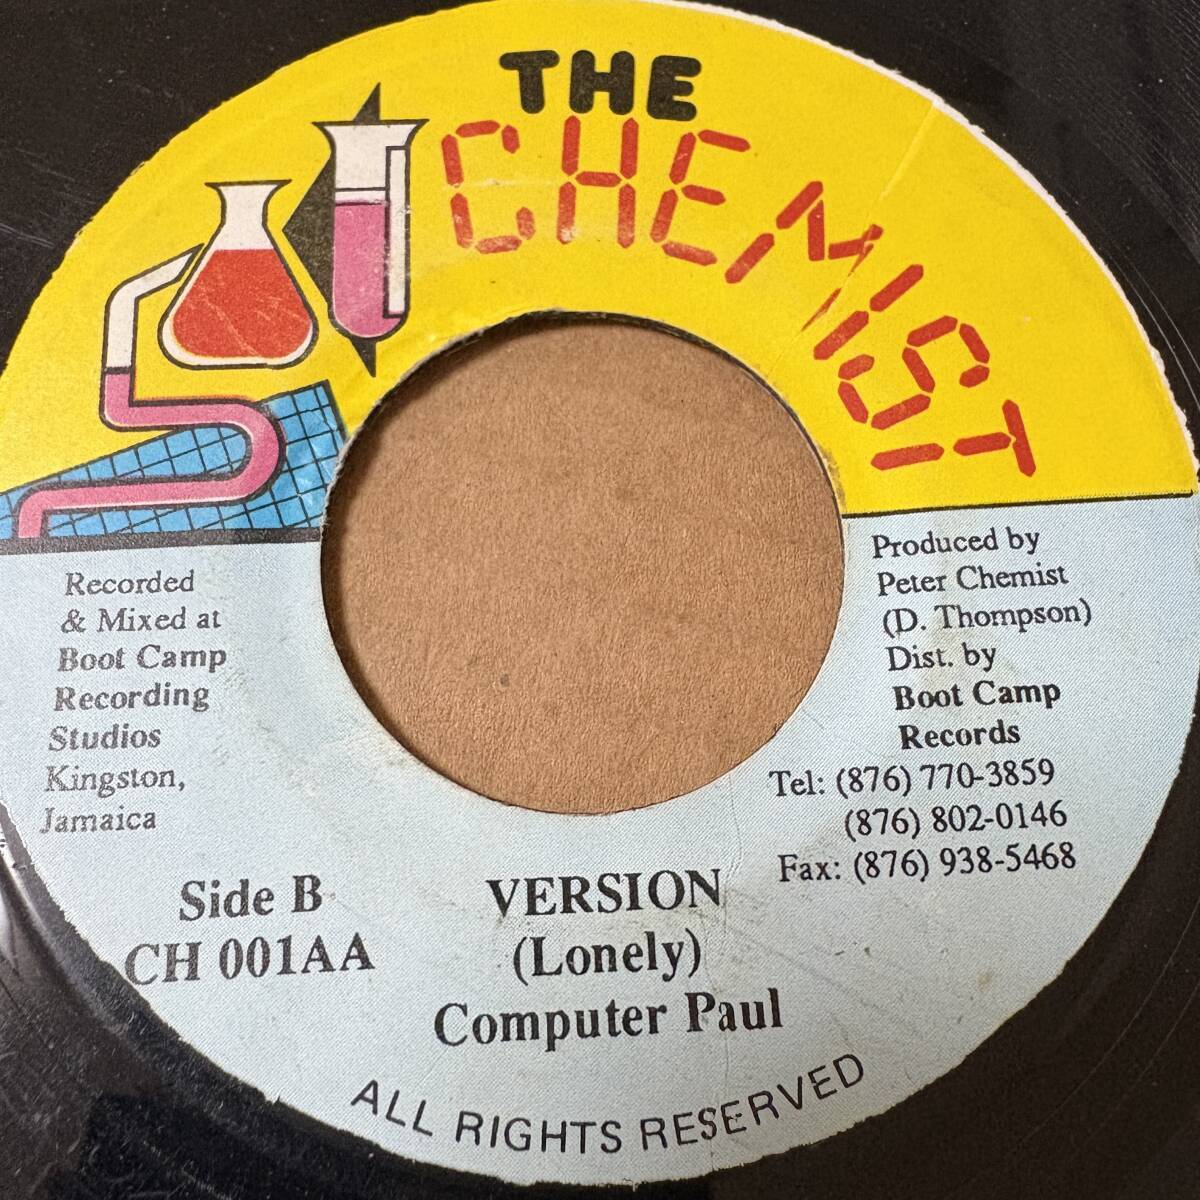 THE
CHEMIST
Recorded
& Mixed at
Boot Camp
Recording
Studios
Kingston,
Jamaica
Produced by
Peter Chemist
(D. Thompson)
Dist. by
Boot Camp
Records
Tel: (876) 770-3859
(876) 802-0146
Fax: (876) 938-5468
Side B
CH 001AA
VERSION
(Lonely)
Computer Paul
ALL RIGHTS RESERVED